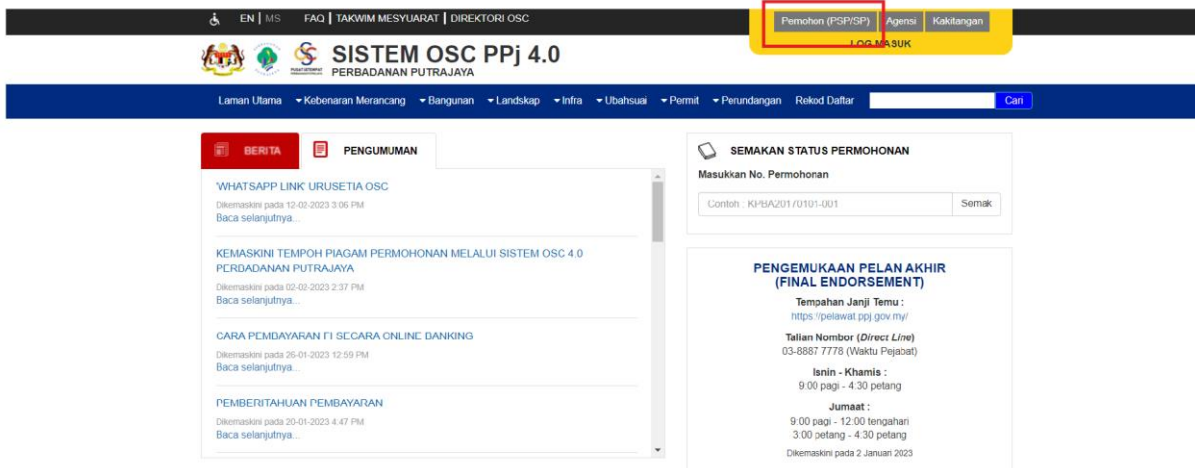 EN | MS FAQ | TAKWIM MESYUARAT | DIREKTORI OSC
Pemohon (PSP/SP) Agensi Kakitangan
LOG MASUK
SISTEM OSC PPj 4.0
PERBADANAN PUTRAJAYA
Laman Utama Kebenaran Merancang Bangunan Landskap Infra Ubahsuai Permit Perundangan Rekod Daftar Cari
BERITA PENGUMUMAN
'WHATSAPP LINK' URUSETIA OSC
Dikemaskini pada 12-02-2023 3:06 PM
Baca selanjutnya...
KEMASKINI TEMPOH PIAGAM PERMOHONAN MELALUI SISTEM OSC 4.0
PERBADANAN PUTRAJAYA
Dikemaskini pada 02-02-2023 2:37 PM
Baca selanjutnya...
CARA PEMBAYARAN FI SECARA ONLINE BANKING
Dikemaskini pada 26-01-2023 12:59 PM
Baca selanjutnya...
PEMBERITAHUAN PEMBAYARAN
Dikemaskini pada 20-01-2023 4:47 PM
Baca selanjutnya...
SEMAKAN STATUS PERMOHONAN
Masukkan No. Permohonan
Contoh : KPBA20170101-001 Semak
PENGEMUKAAN PELAN AKHIR
(FINAL ENDORSEMENT)
Tempahan Janji Temu :
https://pelawat.ppj.gov.my/
Talian Nombor (Direct Line)
03-8887 7778 (Waktu Pejabat)
Isnin - Khamis :
9:00 pagi - 4:30 petang
Jumaat :
9:00 pagi - 12:00 tengahari
3:00 petang - 4:30 petang
Dikemaskini pada 2 Januari 2023